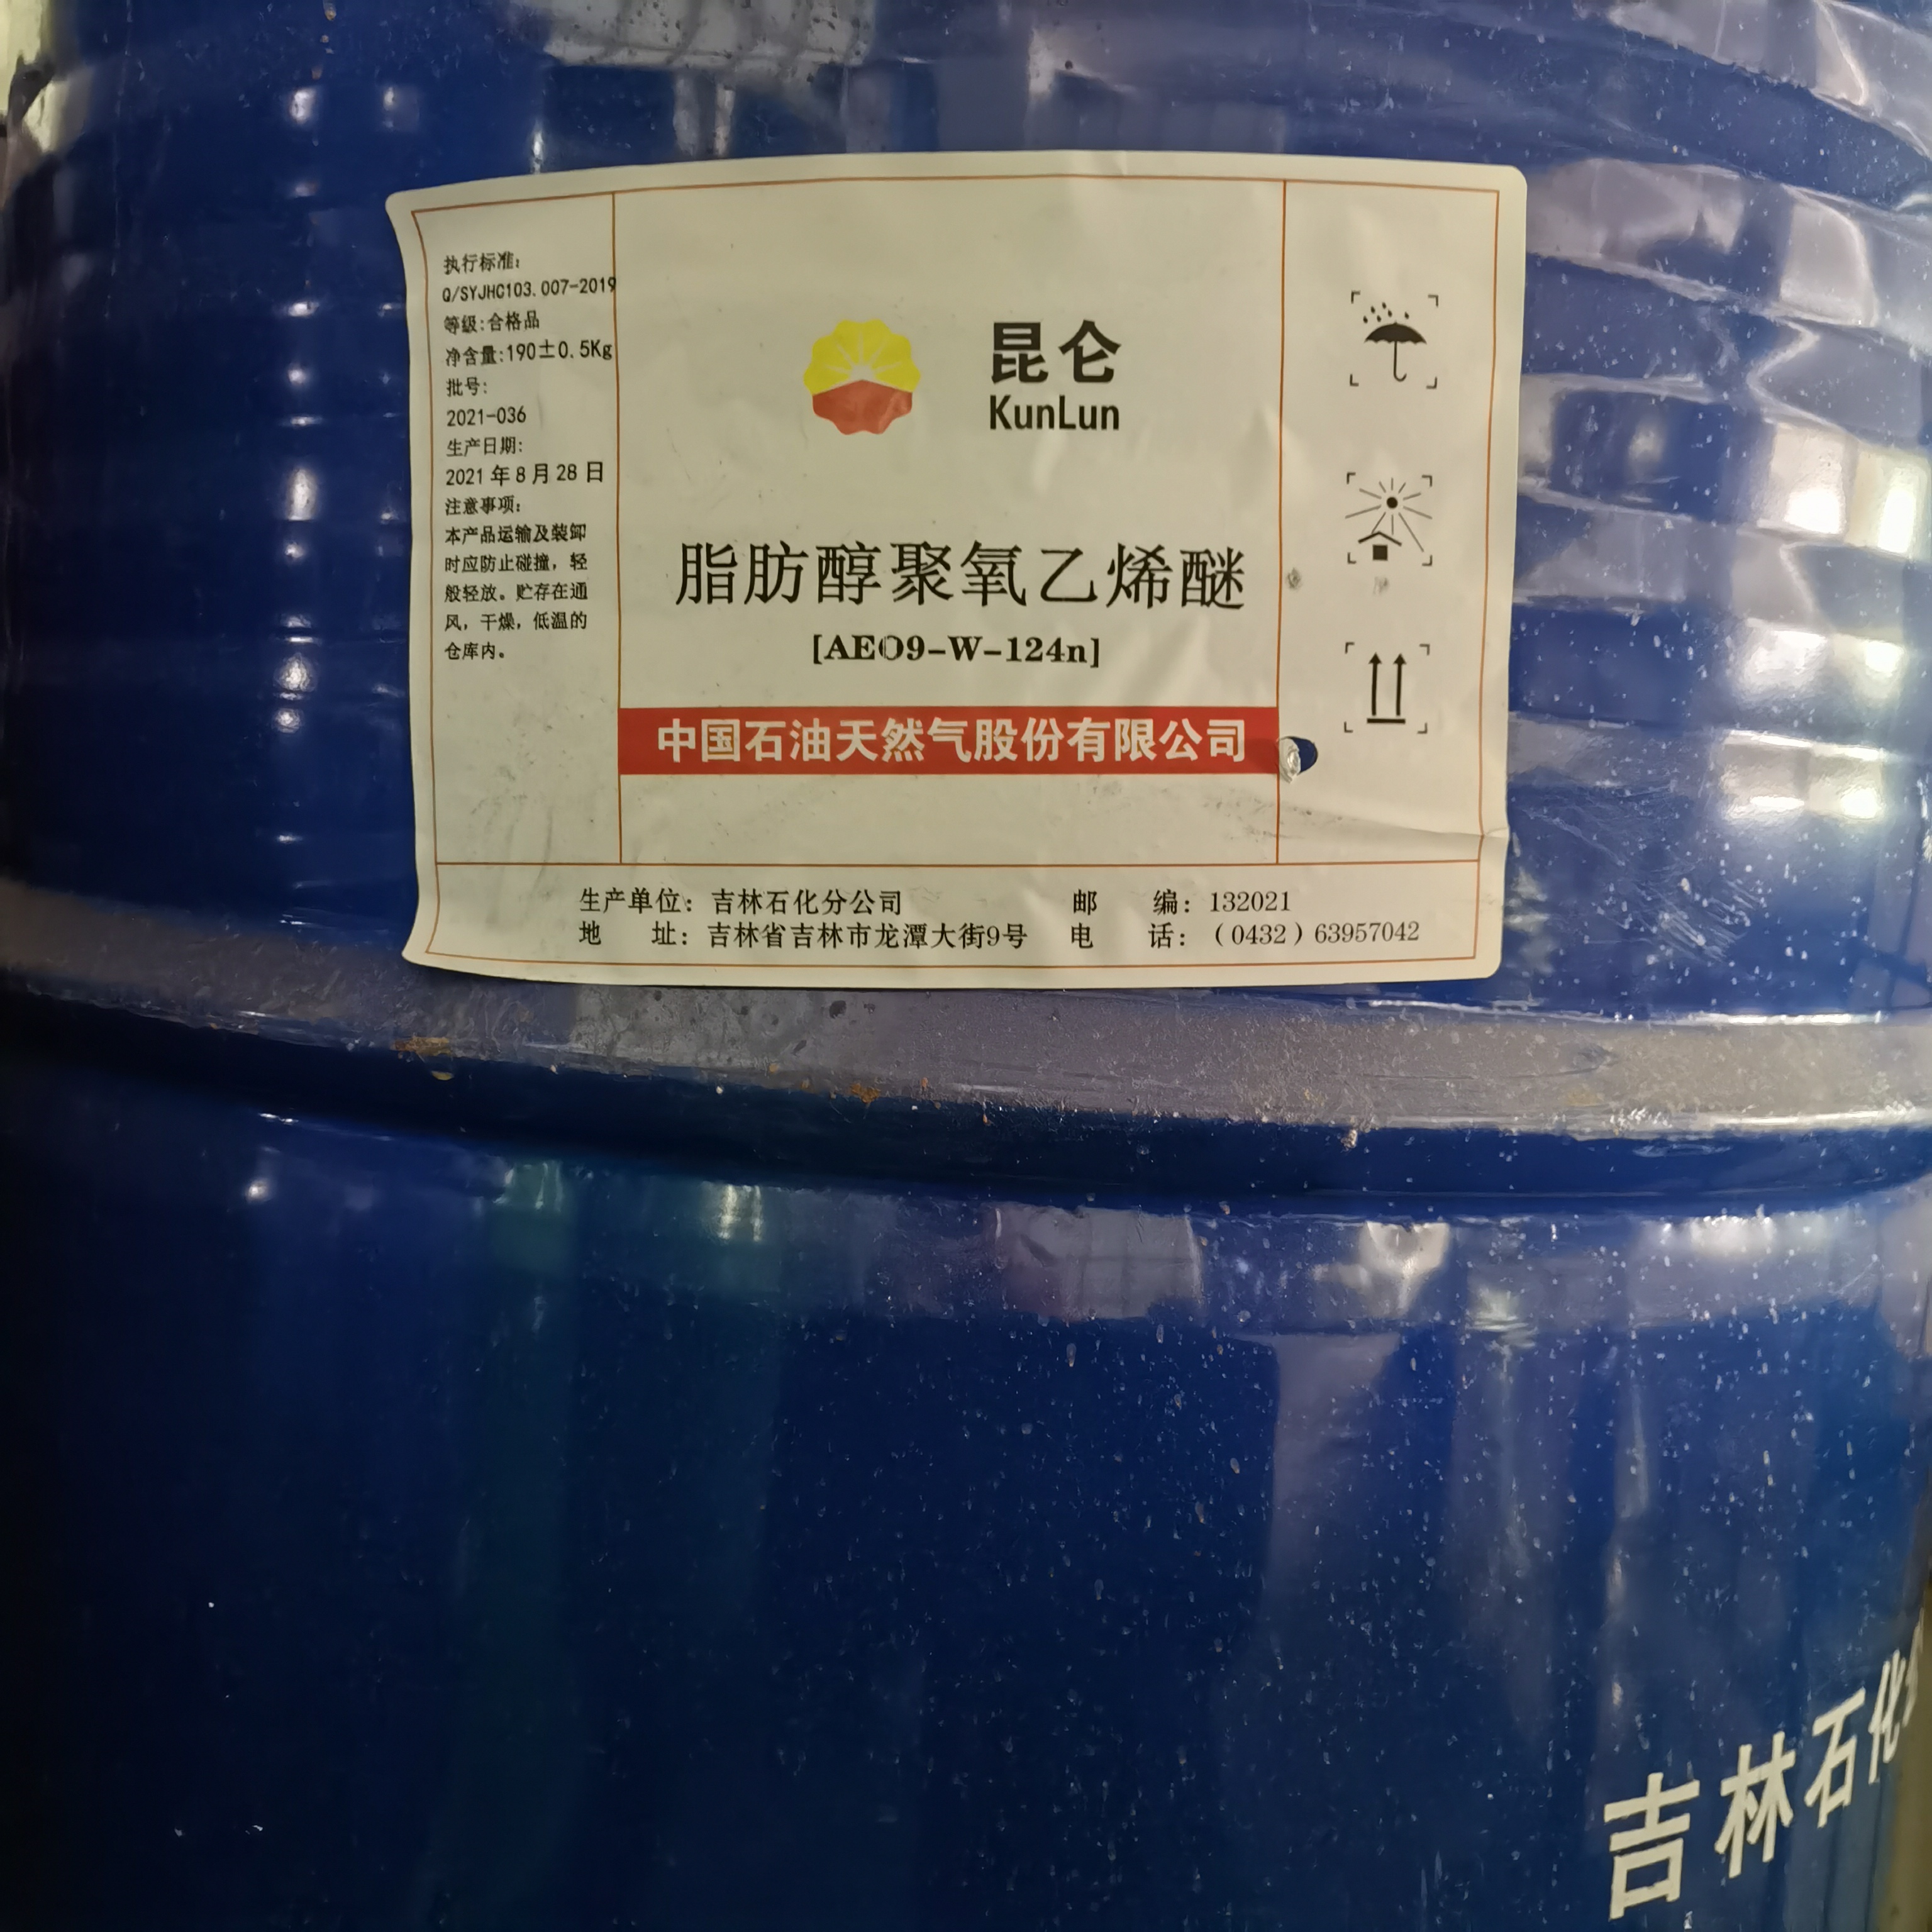 执行标准:
Q/SYJHC103.007-2019
等级:合格品
净含量:190±0.5Kg
批号:
2021-036
生产日期:
2021年8月28日
注意事项:
本产品运输及装卸
时应防止碰撞，轻
般轻放。贮存在通
风，干燥，低温的
仓库内。
昆仑
KunLun
脂肪醇聚氧乙烯醚
[AEO9-W-124n]
中国石油天然气股份有限公司
生产单位: 吉林石化分公司
邮 编: 132021
地 址: 吉林省吉林市龙潭大街9号
电 话: (0432) 63957042
吉林石化